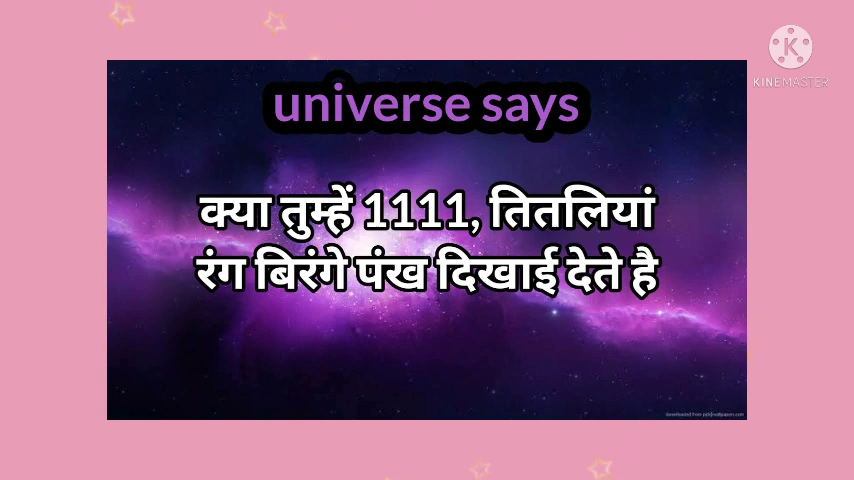 KINEMASTER
universe says
क्या तुम्हें 1111, तितलियां
रंग बिरंगे पंख दिखाई देते है